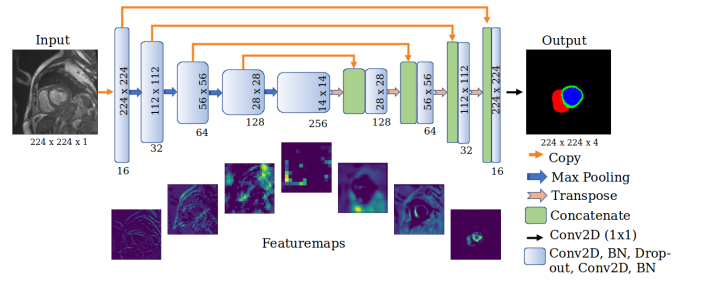 Input
Output
224 x 224
112 x 112
56 x 56
28 x 28
14 x 14
28 x 28
56 x 56
112 x 112
224 x 224
224 x 224 x 1
16
32
64
128
256
128
64
32
16
224 x 224 x 4
Copy
Max Pooling
Transpose
Concatenate
Conv2D (1x1)
Conv2D, BN, Drop-
out, Conv2D, BN
Featuremaps